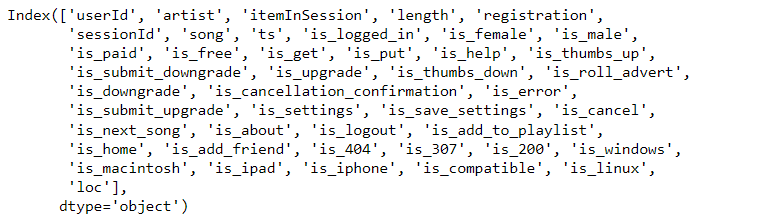 Index(['userId', 'artist', 'itemInSession', 'length', 'registration',
'sessionId', 'song', 'ts', 'is_logged_in', 'is_female', 'is_male',
'is_paid', 'is_free', 'is_get', 'is_put', 'is_help', 'is_thumbs_up',
'is_submit_downgrade', 'is_upgrade', 'is_thumbs_down', 'is_roll_advert',
'is_downgrade', 'is_cancellation_confirmation', 'is_error',
'is_submit_upgrade', 'is_settings', 'is_save_settings', 'is_cancel',
'is_next_song', 'is_about', 'is_logout', 'is_add_to_playlist',
'is_home', 'is_add_friend', 'is_404', 'is_307', 'is_200', 'is_windows',
'is_macintosh', 'is_ipad', 'is_iphone', 'is_compatible', 'is_linux',
'loc'],
dtype='object')